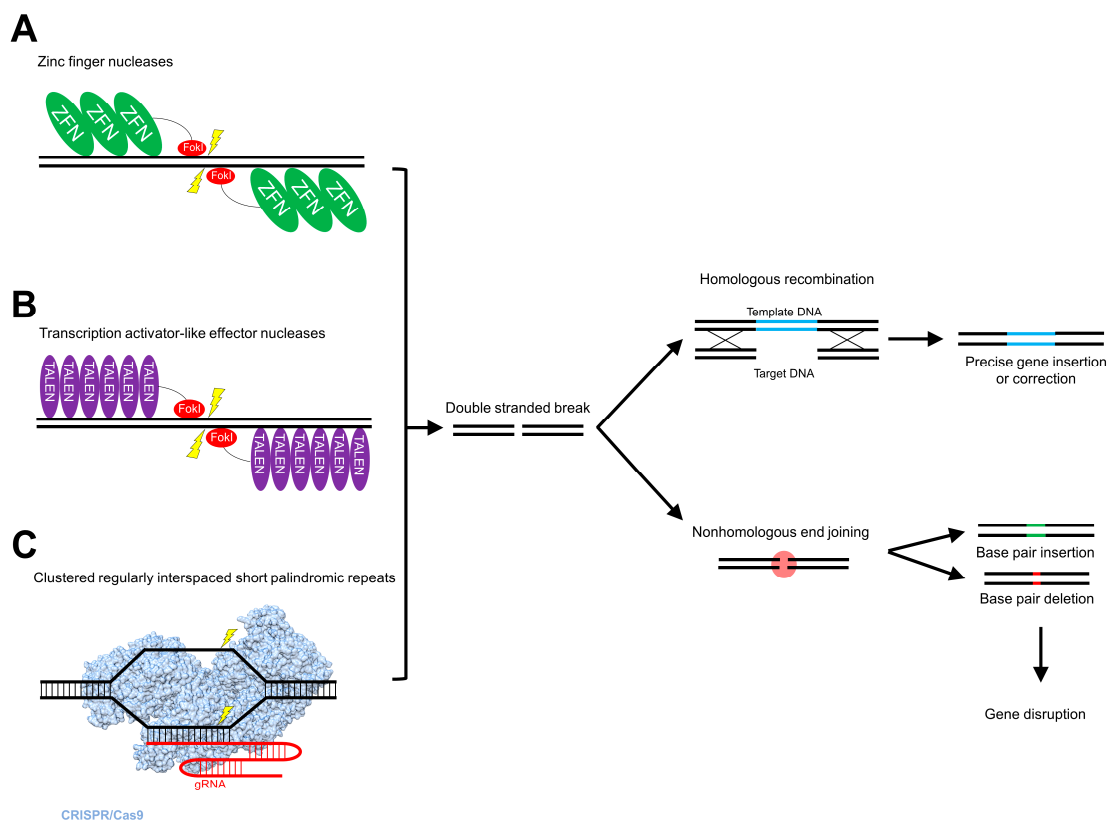 A
Zinc finger nucleases
ZFN ZFN ZFN
FokI
FokI
ZFN ZFN ZFN
B
Transcription activator-like effector nucleases
TALEN TALEN TALEN TALEN TALEN TALEN
FokI
FokI
TALEN TALEN TALEN TALEN TALEN TALEN
C
Clustered regularly interspaced short palindromic repeats
gRNA
CRISPR/Cas9
Double stranded break
Homologous recombination
Template DNA
Target DNA
Precise gene insertion
or correction
Nonhomologous end joining
Base pair insertion
Base pair deletion
Gene disruption